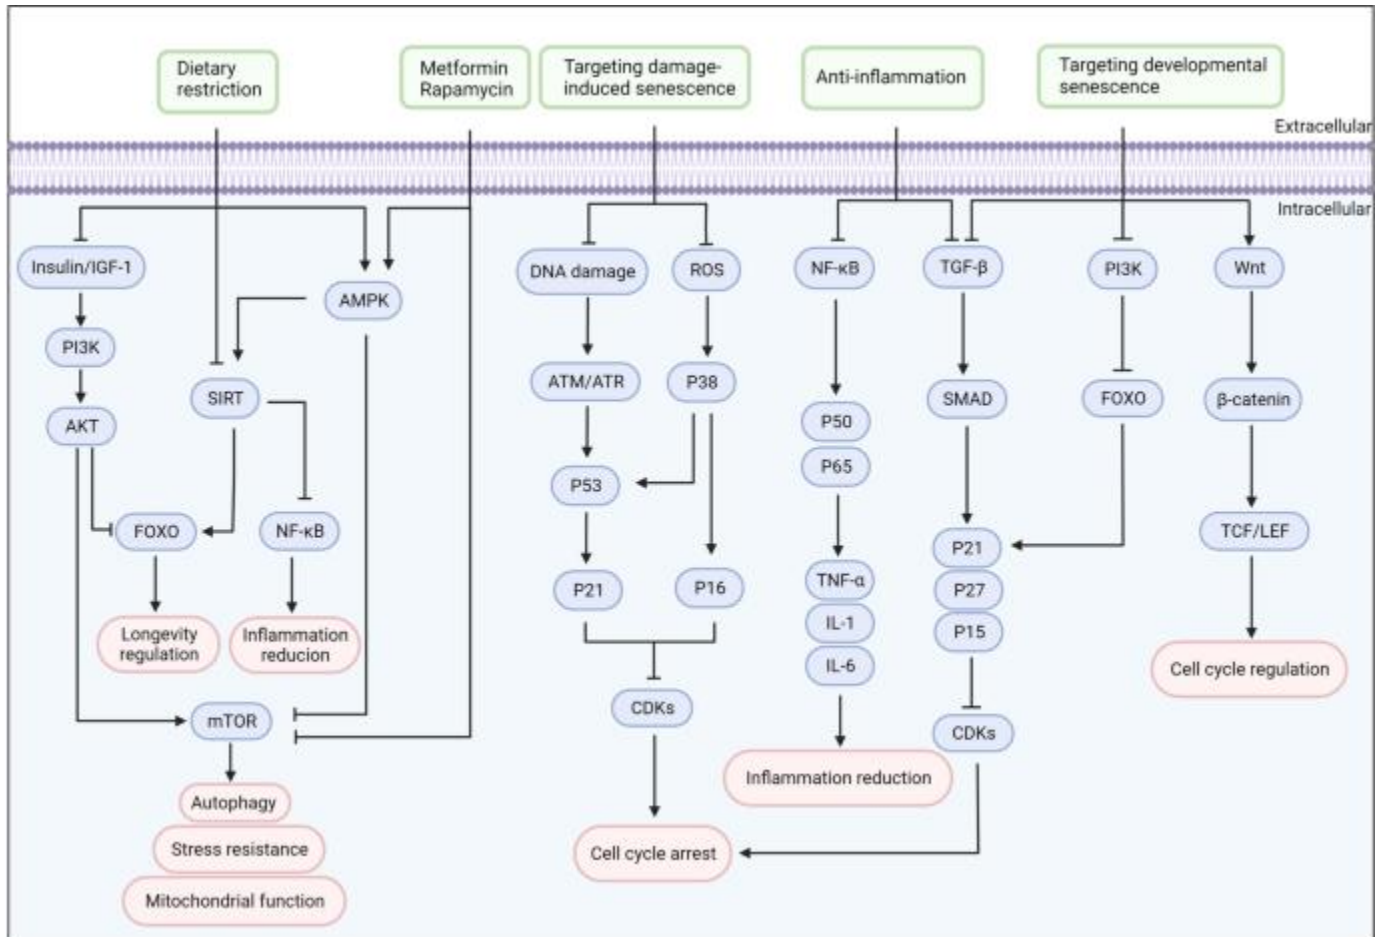 Dietary
restriction
Metformin
Rapamycin
Targeting damage-
induced senescence
Anti-inflammation
Targeting developmental
senescence
Extracellular
Intracellular
Insulin/IGF-1
AMPK
PI3K
SIRT
AKT
FOXO
NF-κB
Longevity
regulation
Inflammation
reducion
mTOR
Autophagy
Stress resistance
Mitochondrial function
DNA damage
ROS
ATM/ATR
P38
P53
P21
P16
CDKs
Cell cycle arrest
NF-κB
TGF-β
PI3K
Wnt
P50
P65
SMAD
FOXO
β-catenin
TNF-α
IL-1
IL-6
P21
P27
P15
TCF/LEF
CDKs
Inflammation reduction
Cell cycle regulation